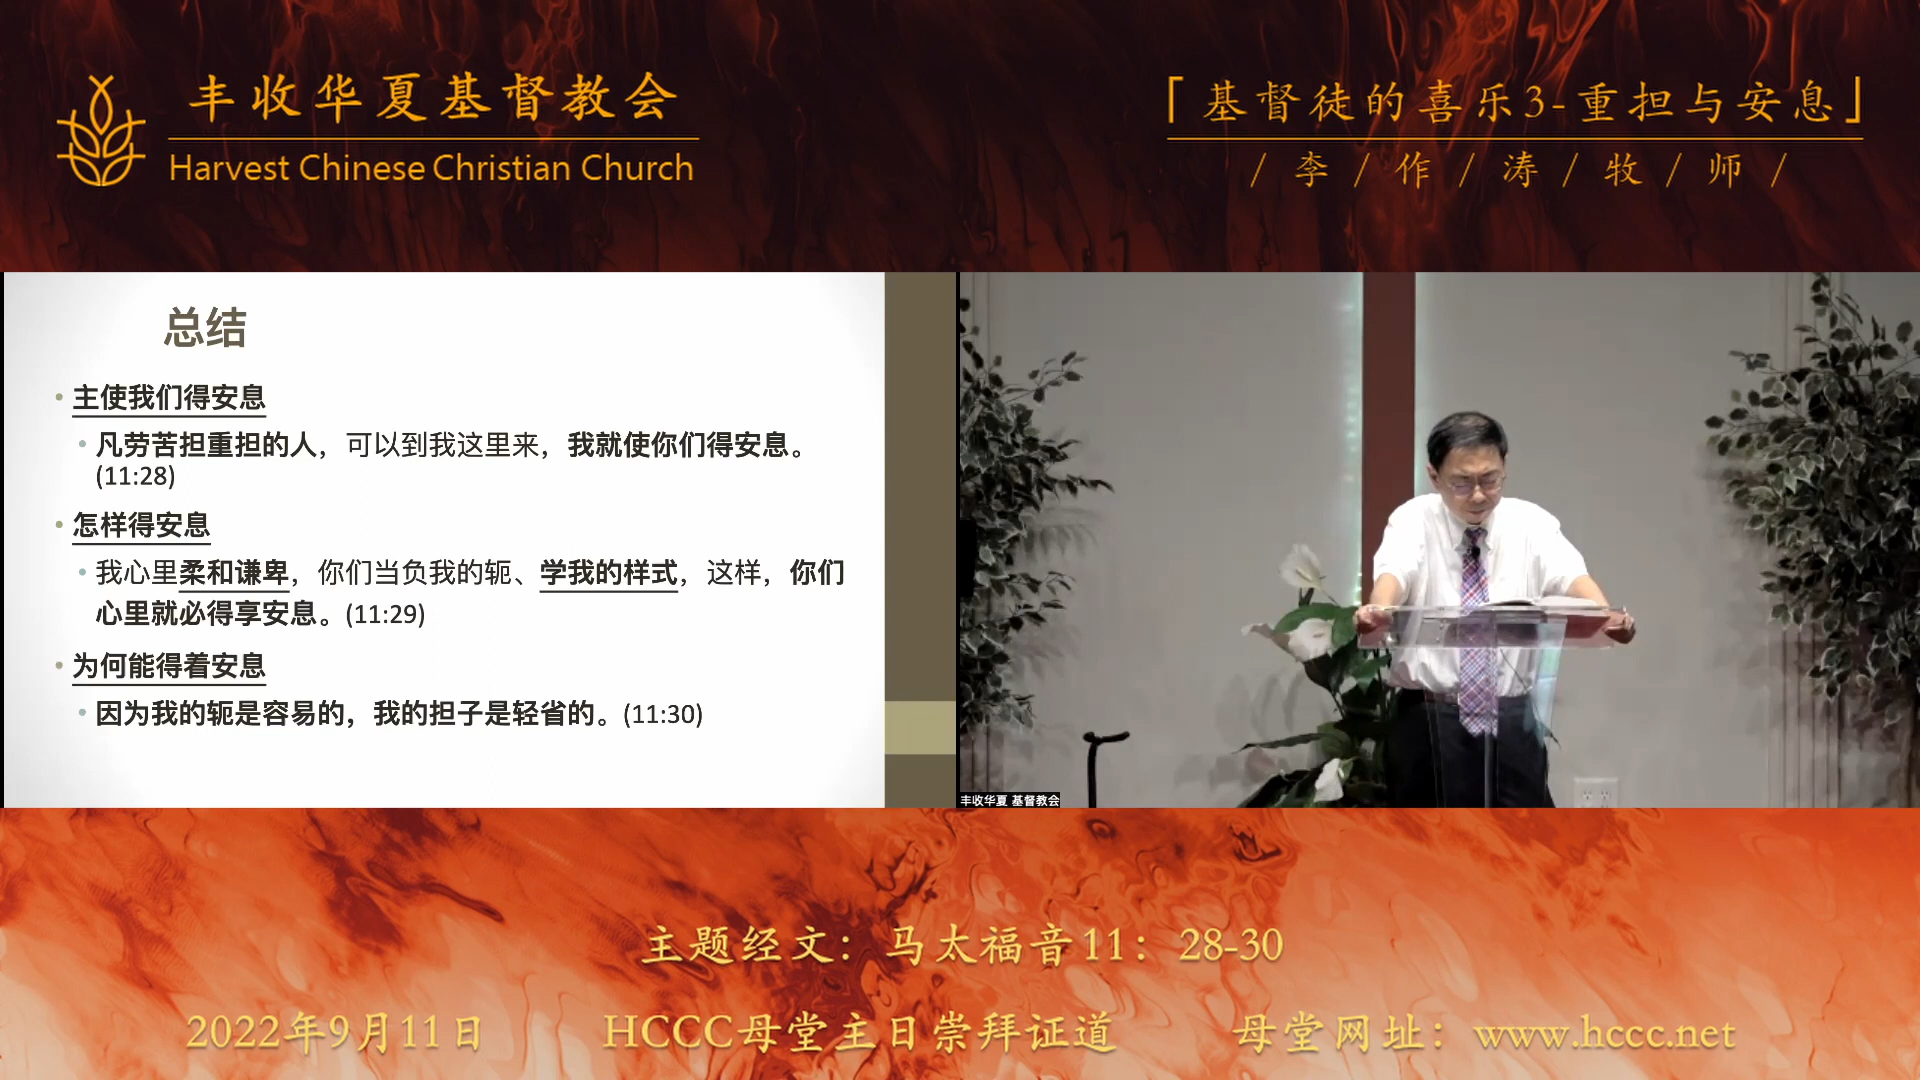 丰收华夏基督教会
Harvest Chinese Christian Church
「基督徒的喜乐3-重担与安息」
/ 李 / 作 / 涛 / 牧 / 师 /
总结
• 主使我们得安息
• 凡劳苦担重担的人，可以到我这里来，我就使你们得安息。
(11:28)
• 怎样得安息
• 我心里柔和谦卑，你们当负我的轭、学我的样式，这样，你们
心里就必得享安息。(11:29)
• 为何能得着安息
• 因为我的轭是容易的，我的担子是轻省的。(11:30)
丰收华夏 基督教会
主题经文：马太福音11：28-30
2022年9月11日
HCCC母堂主日崇拜证道
母堂网址：www.hccc.net